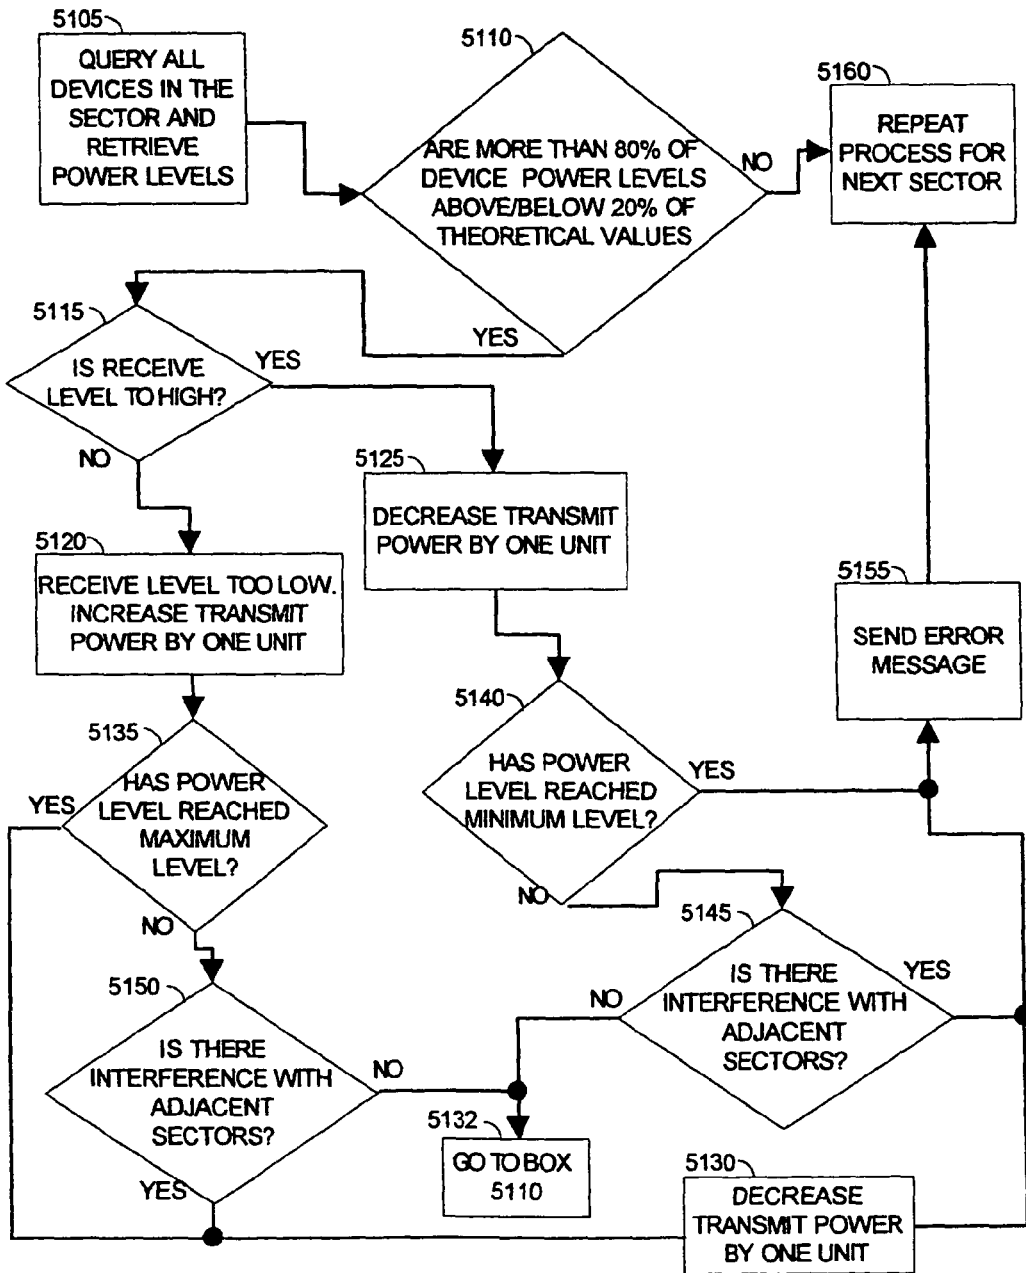 5105
QUERY ALL
DEVICES IN THE
SECTOR AND
RETRIEVE
POWER LEVELS
5110
ARE MORE THAN 80% OF
DEVICE POWER LEVELS
ABOVE/BELOW 20% OF
THEORETICAL VALUES
NO
YES
5160
REPEAT
PROCESS FOR
NEXT SECTOR
5115
IS RECEIVE
LEVEL TO HIGH?
YES
NO
5125
DECREASE TRANSMIT
POWER BY ONE UNIT
5120
RECEIVE LEVEL TOO LOW.
INCREASE TRANSMIT
POWER BY ONE UNIT
5155
SEND ERROR
MESSAGE
5140
HAS POWER
LEVEL REACHED
MINIMUM LEVEL?
YES
NO
5135
HAS POWER
LEVEL REACHED
MAXIMUM
LEVEL?
YES
NO
5145
IS THERE
INTERFERENCE WITH
ADJACENT
SECTORS?
YES
NO
5150
IS THERE
INTERFERENCE WITH
ADJACENT
SECTORS?
NO
YES
5132
GO TO BOX
5110
5130
DECREASE
TRANSMIT POWER
BY ONE UNIT